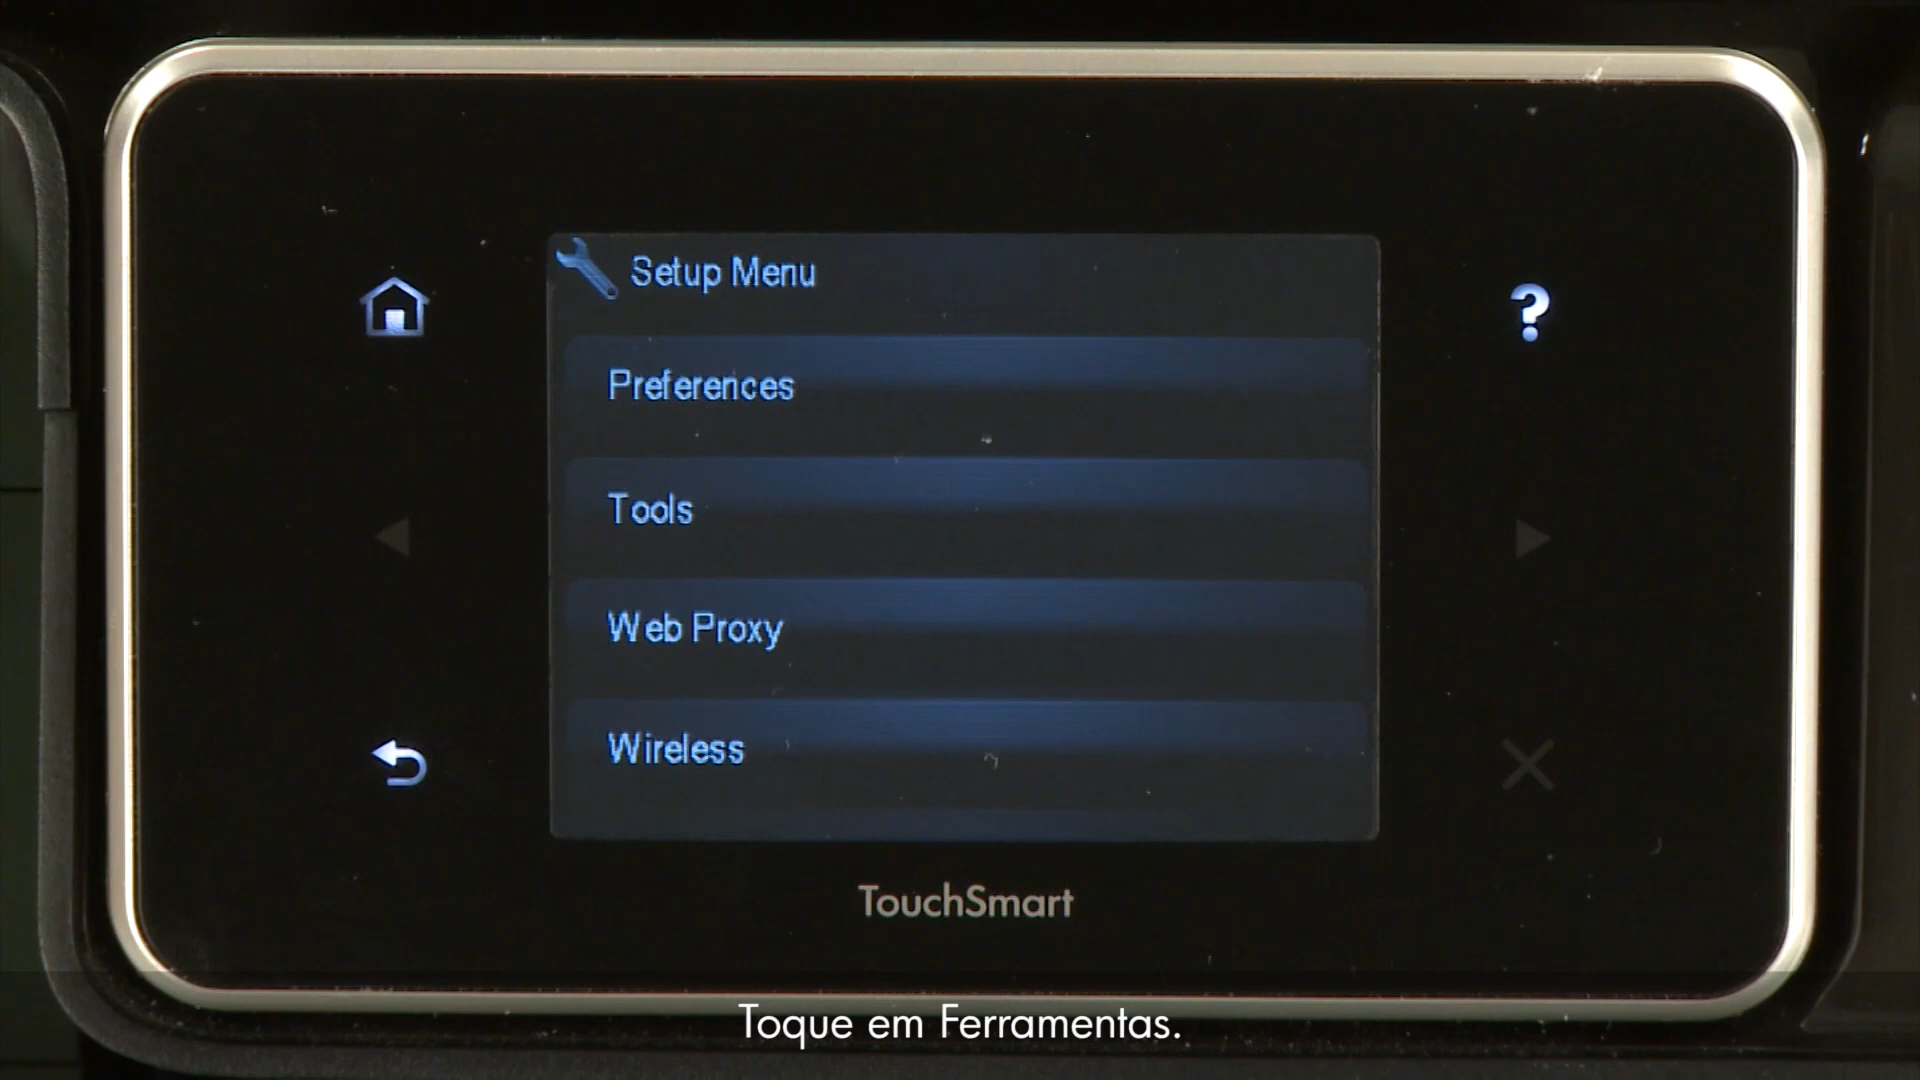 Setup Menu
Preferences
Tools
Web Proxy
Wireless
TouchSmart
Toque em Ferramentas.